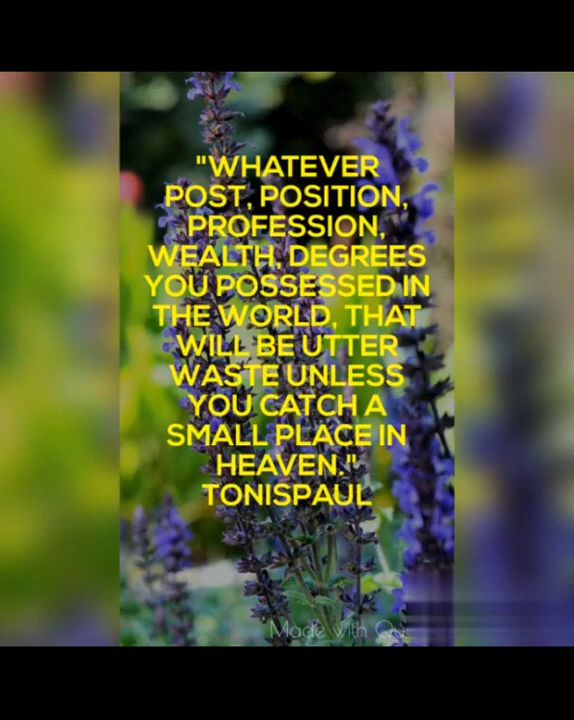 "WHATEVER
POST, POSITION,
PROFESSION,
WEALTH, DEGREES
YOU POSSESSED IN
THE WORLD, THAT
WILL BE UTTER
WASTE UNLESS
YOU CATCH A
SMALL PLACE IN
HEAVEN."
TONISPAUL
Made with